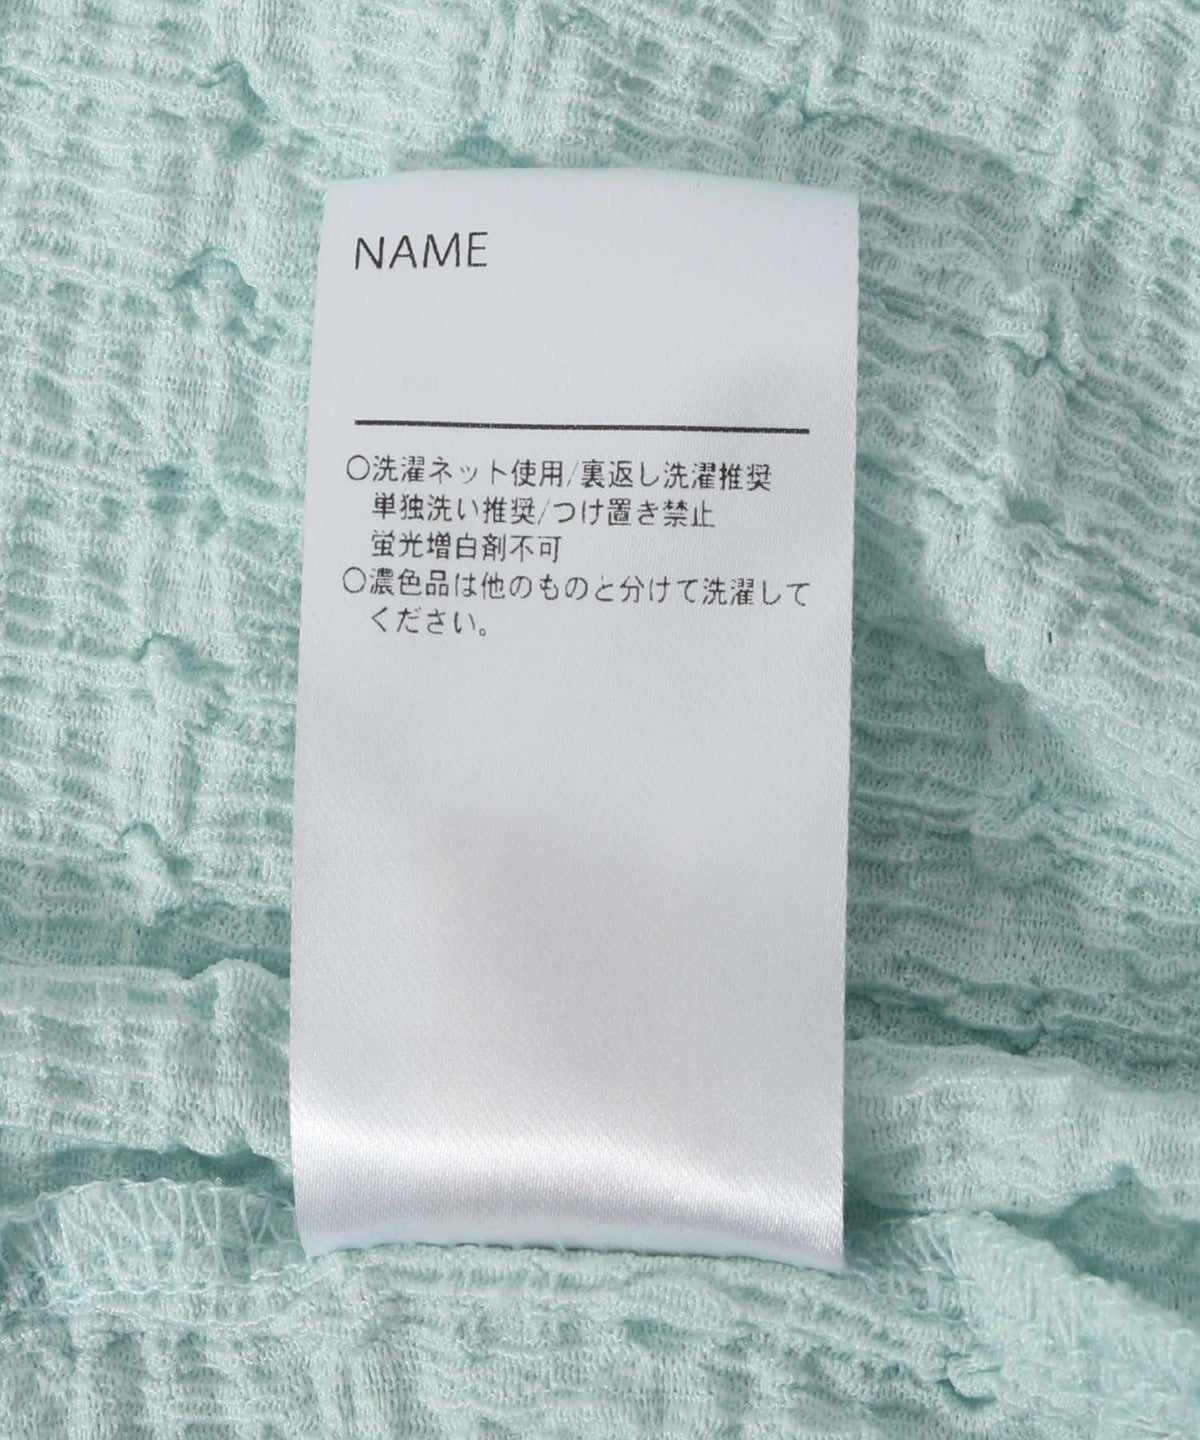 NAME
○洗濯ネット使用/裏返し洗濯推奨
単独洗い推奨/つけ置き禁止
蛍光増白剤不可
○濃色品は他のものと分けて洗濯して
ください。